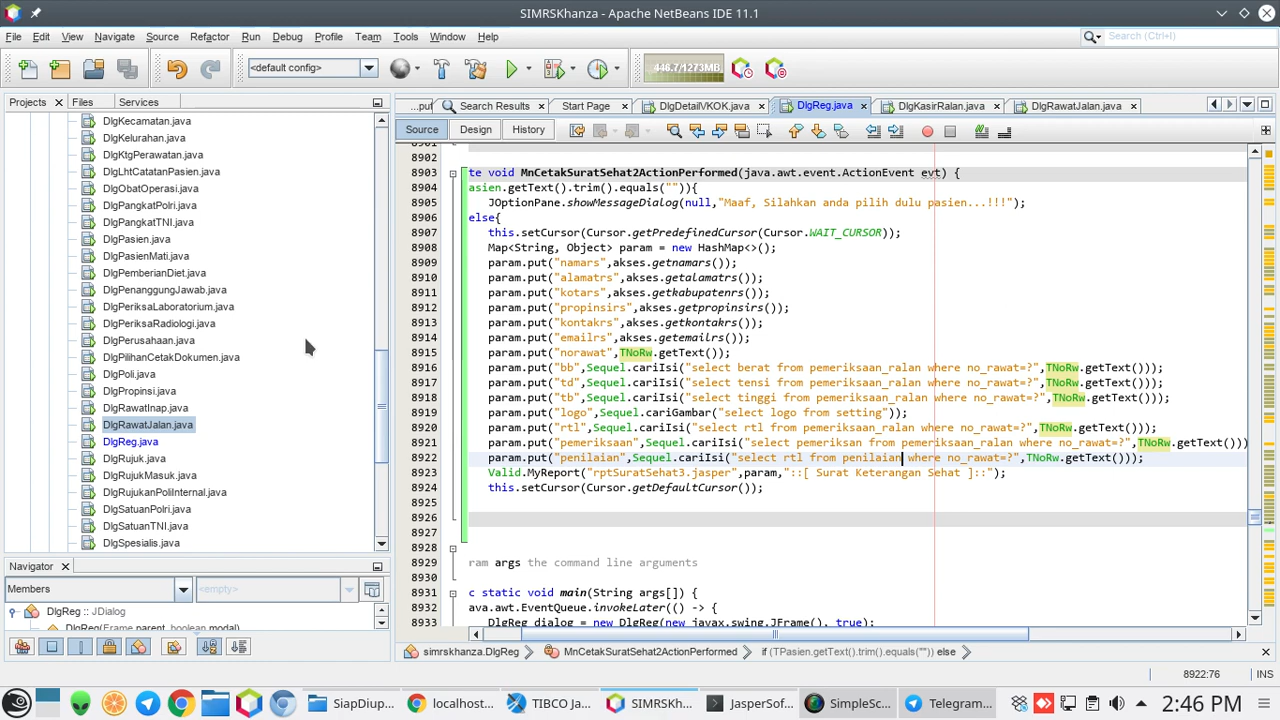 SIMRSKhanza - Apache NetBeans IDE 11.1
File Edit View Navigate Source Refactor Run Debug Profile Team Tools Window Help
Search (Ctrl+I)
<default config>
446.7/1273MB
Projects Files Services
...put Search Results Start Page DlgDetailVKOK.java DlgReg.java DlgKasirRalan.java DlgRawatJalan.java
Source Design History
DlgKecamatan.java
DlgKelurahan.java
DlgKtgPerawatan.java
DlgLhtCatatanPasien.java
DlgObatOperasi.java
DlgPangkatPolri.java
DlgPangkatTNI.java
DlgPasien.java
DlgPasienMati.java
DlgPemberianDiet.java
DlgPenanggungJawab.java
DlgPeriksaLaboratorium.java
DlgPeriksaRadiologi.java
DlgPerusahaan.java
DlgPilihanCetakDokumen.java
DlgPoli.java
DlgPropinsi.java
DlgRawatInap.java
DlgRawatJalan.java
DlgReg.java
DlgRujuk.java
DlgRujukMasuk.java
DlgRujukanPoliInternal.java
DlgSatuanPolri.java
DlgSatuanTNI.java
DlgSpesialis.java
Navigator
Members
<empty>
DlgReg :: JDialog
DlgReg(Frame parent, boolean modal)
8901
8902
8903 te void MnCetakSuratSehat2ActionPerformed(java.awt.event.ActionEvent evt) {
8904 asien.getText().trim().equals("")){
8905 JOptionPane.showMessageDialog(null,"Maaf, Silahkan anda pilih dulu pasien...!!!");
8906 else{
8907 this.setCursor(Cursor.getPredefinedCursor(Cursor.WAIT_CURSOR));
8908 Map<String, Object> param = new HashMap<>();
8909 param.put("namars",akses.getnamars());
8910 param.put("alamatrs",akses.getalamatrs());
8911 param.put("kotars",akses.getkabupatenrs());
8912 param.put("propinsirs",akses.getpropinsirs());
8913 param.put("kontakrs",akses.getkontakrs());
8914 param.put("emailrs",akses.getemailrs());
8915 param.put("norawat",TNoRw.getText());
8916 param.put("bb",Sequel.cariIsi("select berat from pemeriksaan_ralan where no_rawat=?",TNoRw.getText()));
8917 param.put("td",Sequel.cariIsi("select tensi from pemeriksaan_ralan where no_rawat=?",TNoRw.getText()));
8918 param.put("tb",Sequel.cariIsi("select tinggi from pemeriksaan_ralan where no_rawat=?",TNoRw.getText()));
8919 param.put("logo",Sequel.cariGambar("select logo from setting"));
8920 param.put("rtl",Sequel.cariIsi("select rtl from pemeriksaan_ralan where no_rawat=?",TNoRw.getText()));
8921 param.put("pemeriksaan",Sequel.cariIsi("select pemeriksan from pemeriksaan_ralan where no_rawat=?",TNoRw.getText())
8922 param.put("penilaian",Sequel.cariIsi("select rtl from penilaian where no_rawat=?",TNoRw.getText()));
8923 Valid.MyReport("rptSuratSehat3.jasper",param,"::[ Surat Keterangan Sehat ]::");
8924 this.setCursor(Cursor.getDefaultCursor());
8925
8926
8927
8928
8929 ram args the command line arguments
8930
8931 c static void main(String args[]) {
8932 ava.awt.EventQueue.invokeLater(() -> {
8933 DlgReg dialog = new DlgReg(new javax.swing.JFrame(), true);
simrskhanza.DlgReg MnCetakSuratSehat2ActionPerformed if (TPasien.getText().trim().equals("")) else
8922:76 INS
SiapDiup... localhost... TIBCO Ja... SIMRSKh... JasperSof... SimpleSc... Telegram... 2:46 PM